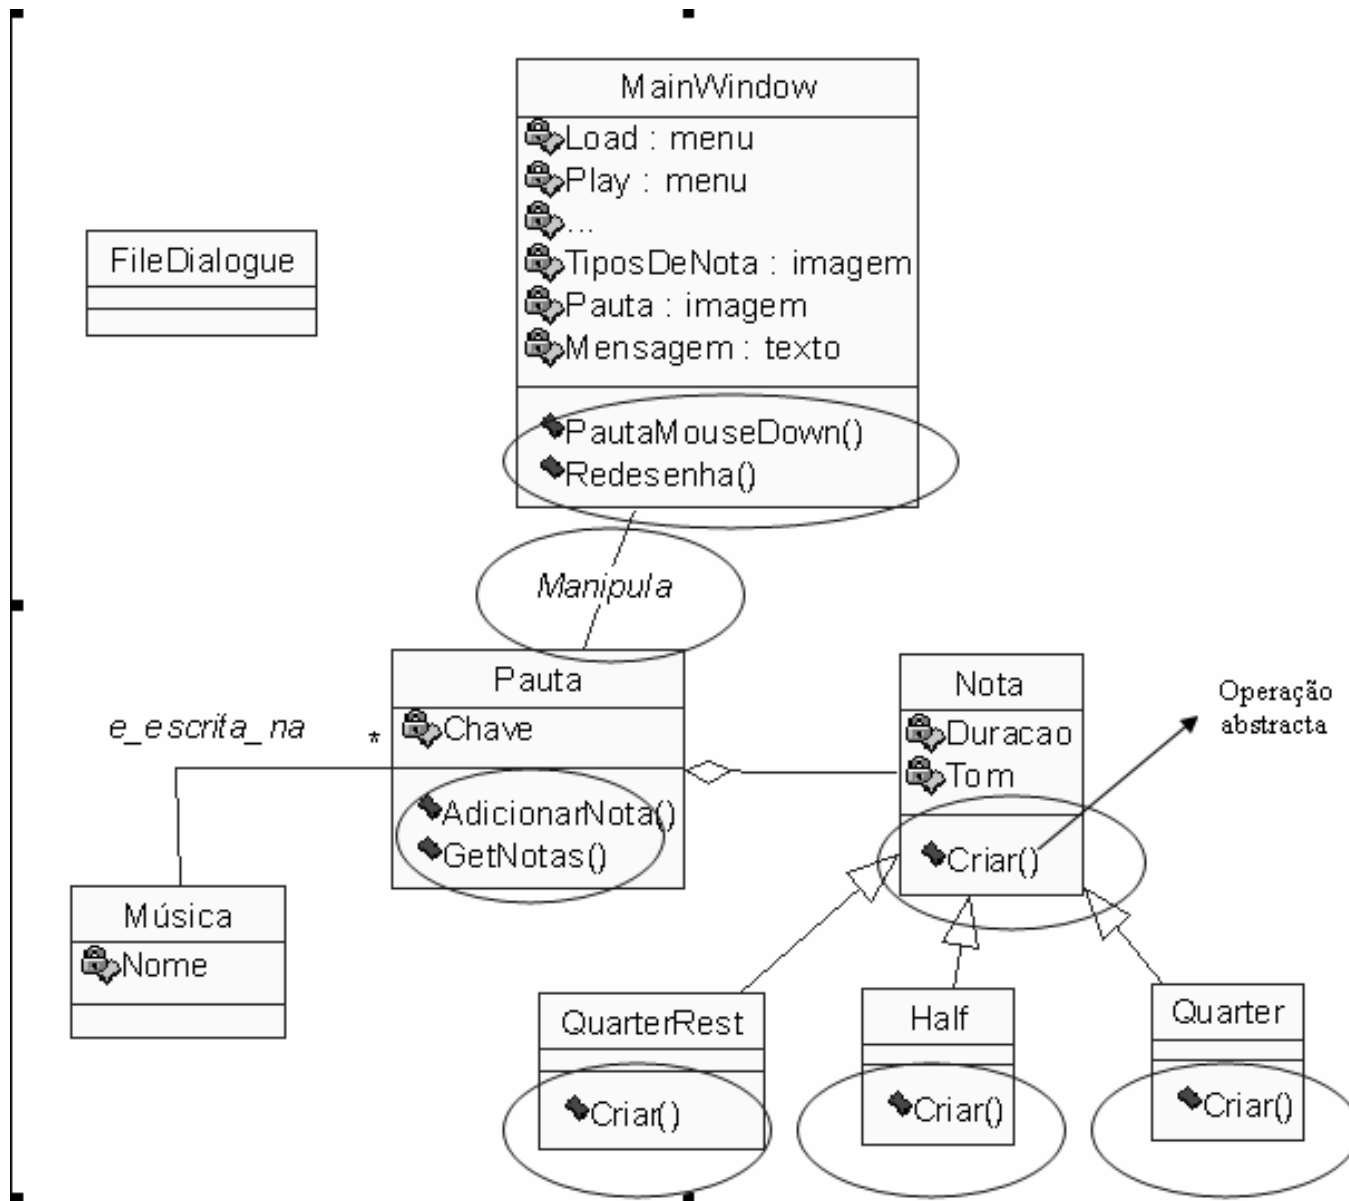 MainWindow
Load : menu
Play : menu
...
TiposDeNota : imagem
Pauta : imagem
Mensagem : texto
PautaMouseDown()
Redesenha()
FileDialogue
Manipula
Pauta
Chave
AdicionarNota()
GetNotas()
e_escrita_na
*
Nota
Duracao
Tom
Criar()
Operação
abstracta
Música
Nome
QuarterRest
Criar()
Half
Criar()
Quarter
Criar()